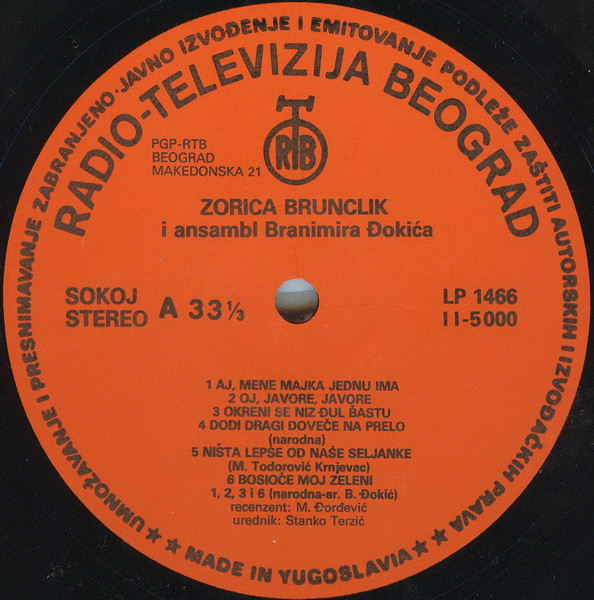 UMNOŽAVANJE I PRESNIMAVANJE ZABRANJENO·JAVNO IZVOĐENJE I EMITOVANJE PODLEŽE ZAŠTITI AUTORSKIH I IZVOĐAČKIH PRAVA
★★ MADE IN YUGOSLAVIA ★★
RADIO-TELEVIZIJA BEOGRAD
RTB
PGP-RTB
BEOGRAD
MAKEDONSKA 21
ZORICA BRUNCLIK
i ansambl Branimira Đokića
SOKOJ
STEREO
A 33 ⅓
LP 1466
II-5000
1 AJ, MENE MAJKA JEDNU IMA
2 OJ, JAVORE, JAVORE
3 OKRENI SE NIZ ĐUL BAŠTU
4 DOĐI DRAGI DOVEČE NA PRELO
(narodna)
5 NIŠTA LEPŠE OD NAŠE SELJANKE
(M. Todorović Krnjevac)
6 BOSIOČE MOJ ZELENI
1, 2, 3 i 6 (narodna-ar. B. Đokić)
recenzent: M. Đorđević
urednik: Stanko Terzić